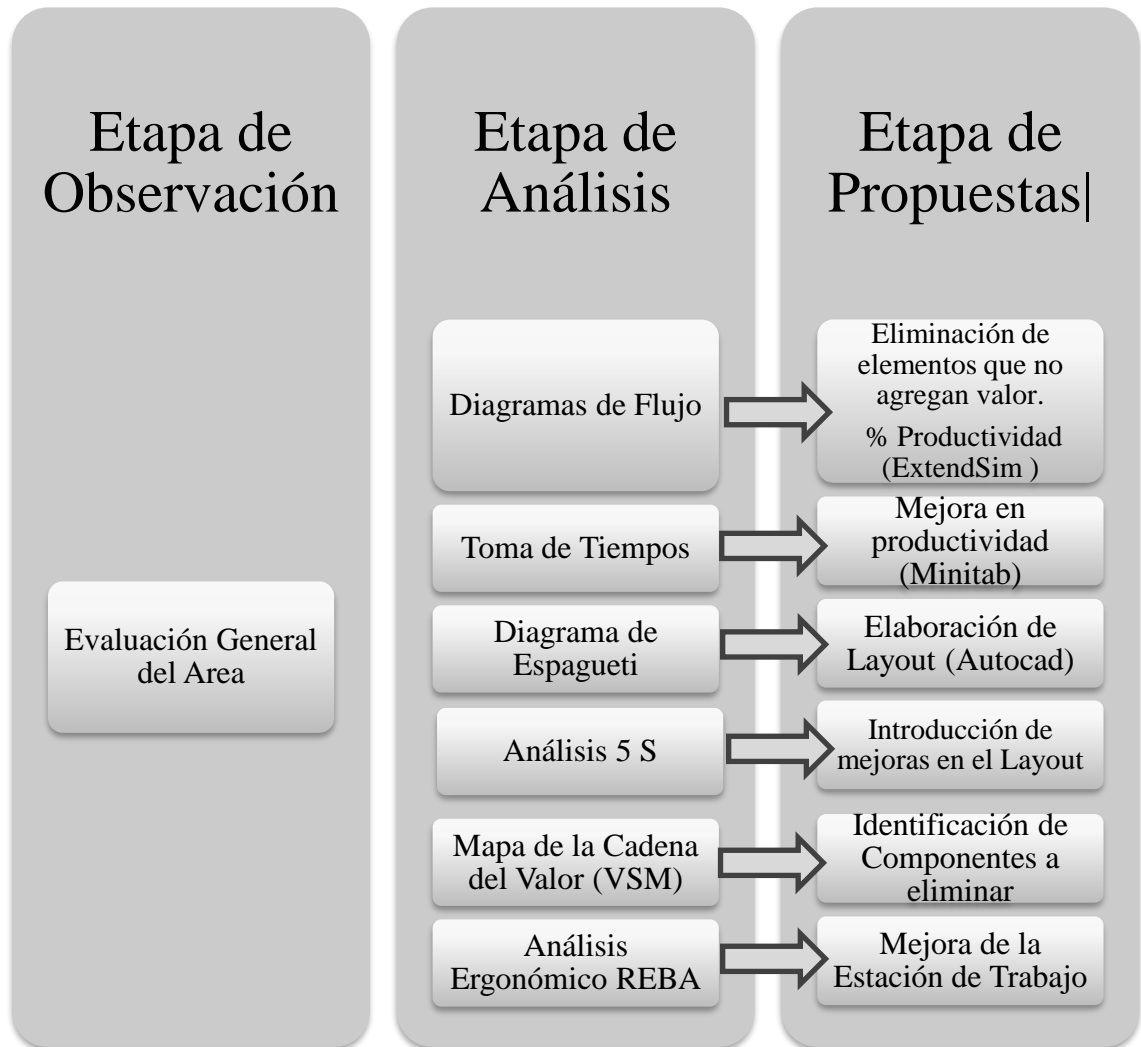 Etapa de
Observación
Evaluación General
del Area
Etapa de
Análisis
Diagramas de Flujo
Toma de Tiempos
Diagrama de
Espagueti
Análisis 5 S
Mapa de la Cadena
del Valor (VSM)
Análisis
Ergonómico REBA
Etapa de
Propuestas|
Eliminación de
elementos que no
agregan valor.
% Productividad
(ExtendSim )
Mejora en
productividad
(Minitab)
Elaboración de
Layout (Autocad)
Introducción de
mejoras en el Layout
Identificación de
Componentes a
eliminar
Mejora de la
Estación de Trabajo